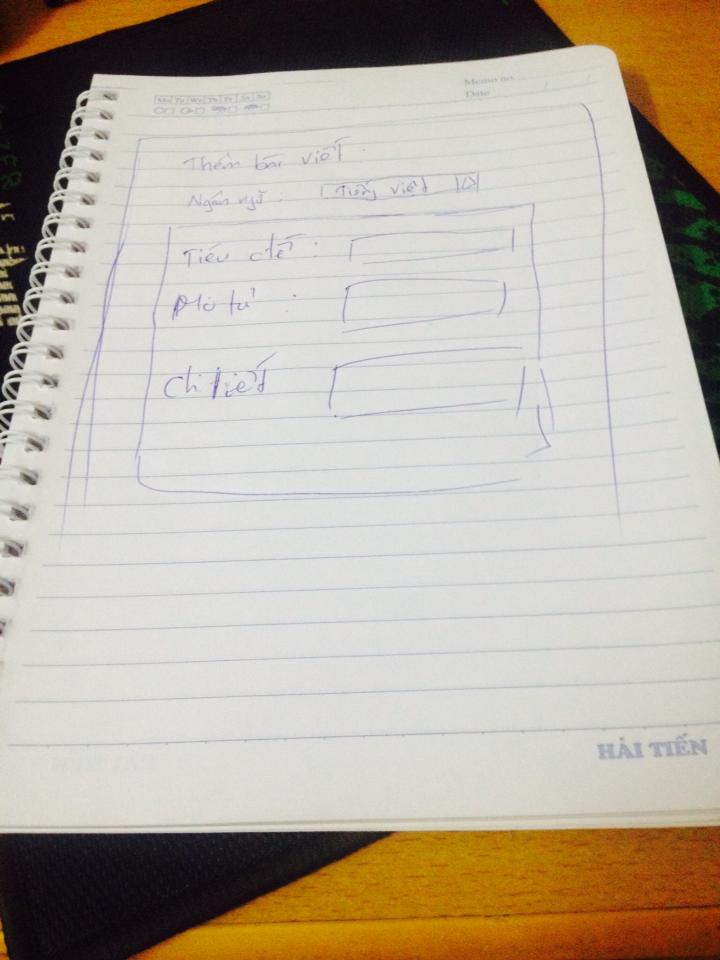 Memo no.
Date / /
Mo Tu We Th Fr Sa Su
Thêm bài viết.
Ngôn ngữ : Tiếng việt
Tiêu đề :
Mô tả :
Chi tiết
HẢI TIẾN